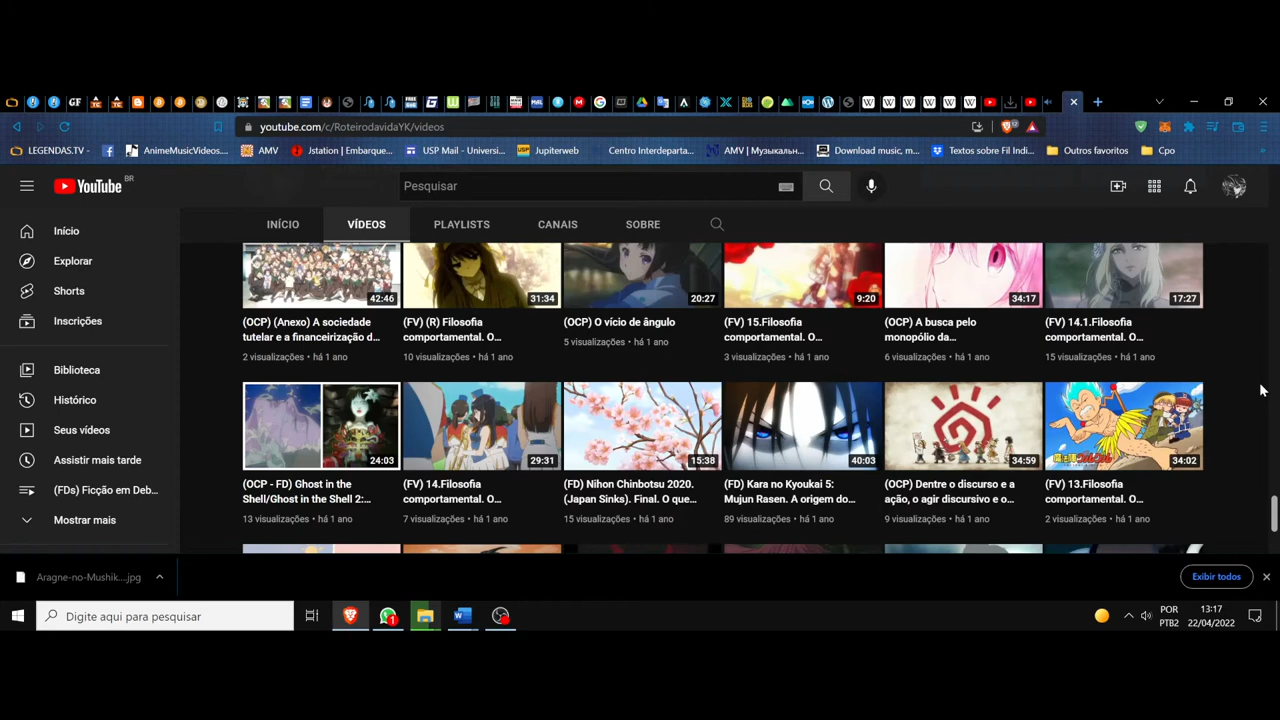 youtube.com/c/RoteirodavidaYK/videos
LEGENDAS.TV - AnimeMusicVideos... AMV Jstation | Embarque... USP Mail - Universi... Jupiterweb Centro Interdeparta... AMV | Музыкальн... Download music, m... Textos sobre Fil Indi... Outros favoritos Cpo
YouTube BR
Pesquisar
INÍCIO VÍDEOS PLAYLISTS CANAIS SOBRE
Início
Explorar
Shorts
Inscrições
Biblioteca
Histórico
Seus vídeos
Assistir mais tarde
(FDs) Ficção em Deb...
Mostrar mais
42:46 31:34 20:27 9:20 34:17 17:27
(OCP) (Anexo) A sociedade (FV) (R) Filosofia (OCP) O vício de ângulo (FV) 15.Filosofia (OCP) A busca pelo (FV) 14.1.Filosofia
tutelar e a financeirização d... comportamental. O... comportamental. O... monopólio da... comportamental. O...
2 visualizações • há 1 ano 10 visualizações • há 1 ano 5 visualizações • há 1 ano 3 visualizações • há 1 ano 6 visualizações • há 1 ano 15 visualizações • há 1 ano
24:03 29:31 15:38 40:03 34:59 34:02
(OCP - FD) Ghost in the (FV) 14.Filosofia (FD) Nihon Chinbotsu 2020. (FD) Kara no Kyoukai 5: (OCP) Dentre o discurso e a (FV) 13.Filosofia
Shell/Ghost in the Shell 2:... comportamental. O... (Japan Sinks). Final. O que... Mujun Rasen. A origem do... ação, o agir discursivo e o... comportamental. O...
13 visualizações • há 1 ano 7 visualizações • há 1 ano 15 visualizações • há 1 ano 89 visualizações • há 1 ano 9 visualizações • há 1 ano 2 visualizações • há 1 ano
Aragne-no-Mushik....jpg Exibir todos
Digite aqui para pesquisar
POR 13:17
PTB2 22/04/2022